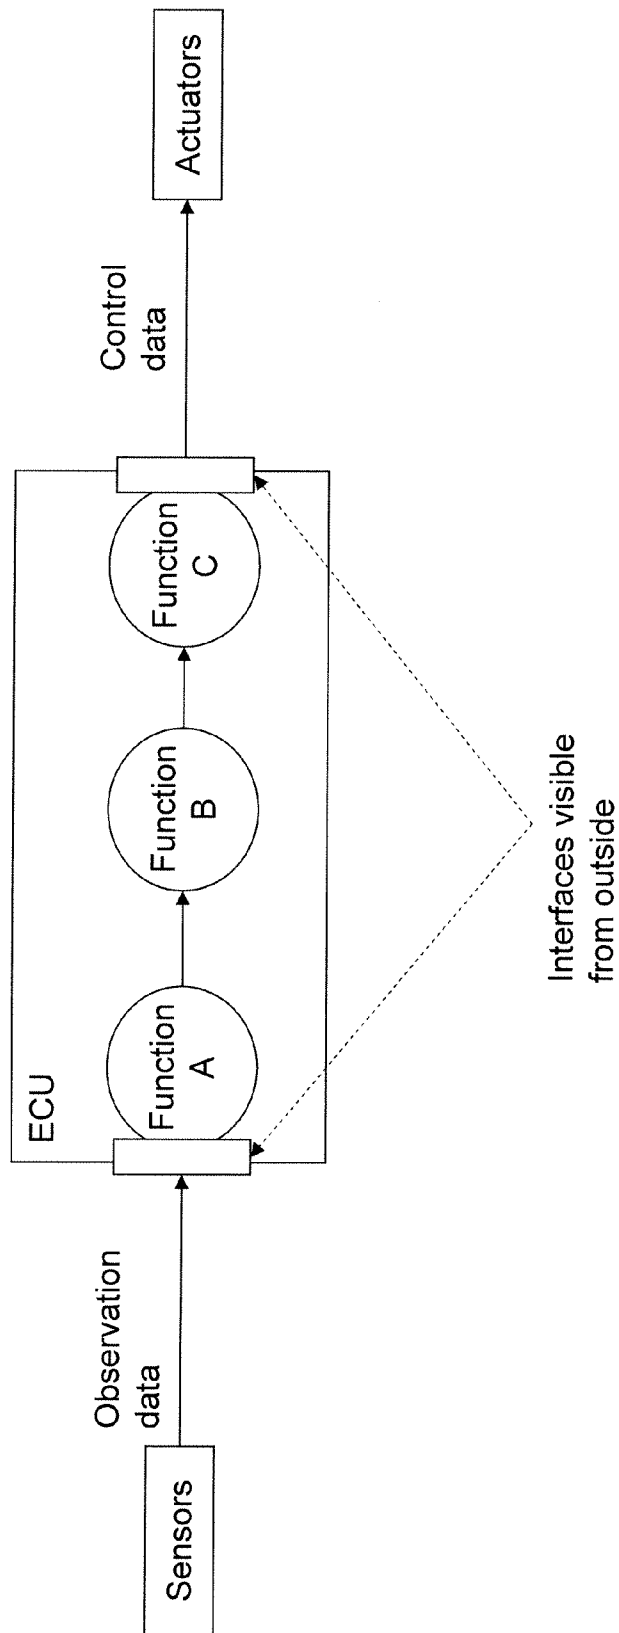 Sensors
Observation
data
ECU
Function
A
Function
B
Function
C
Control
data
Actuators
Interfaces visible
from outside